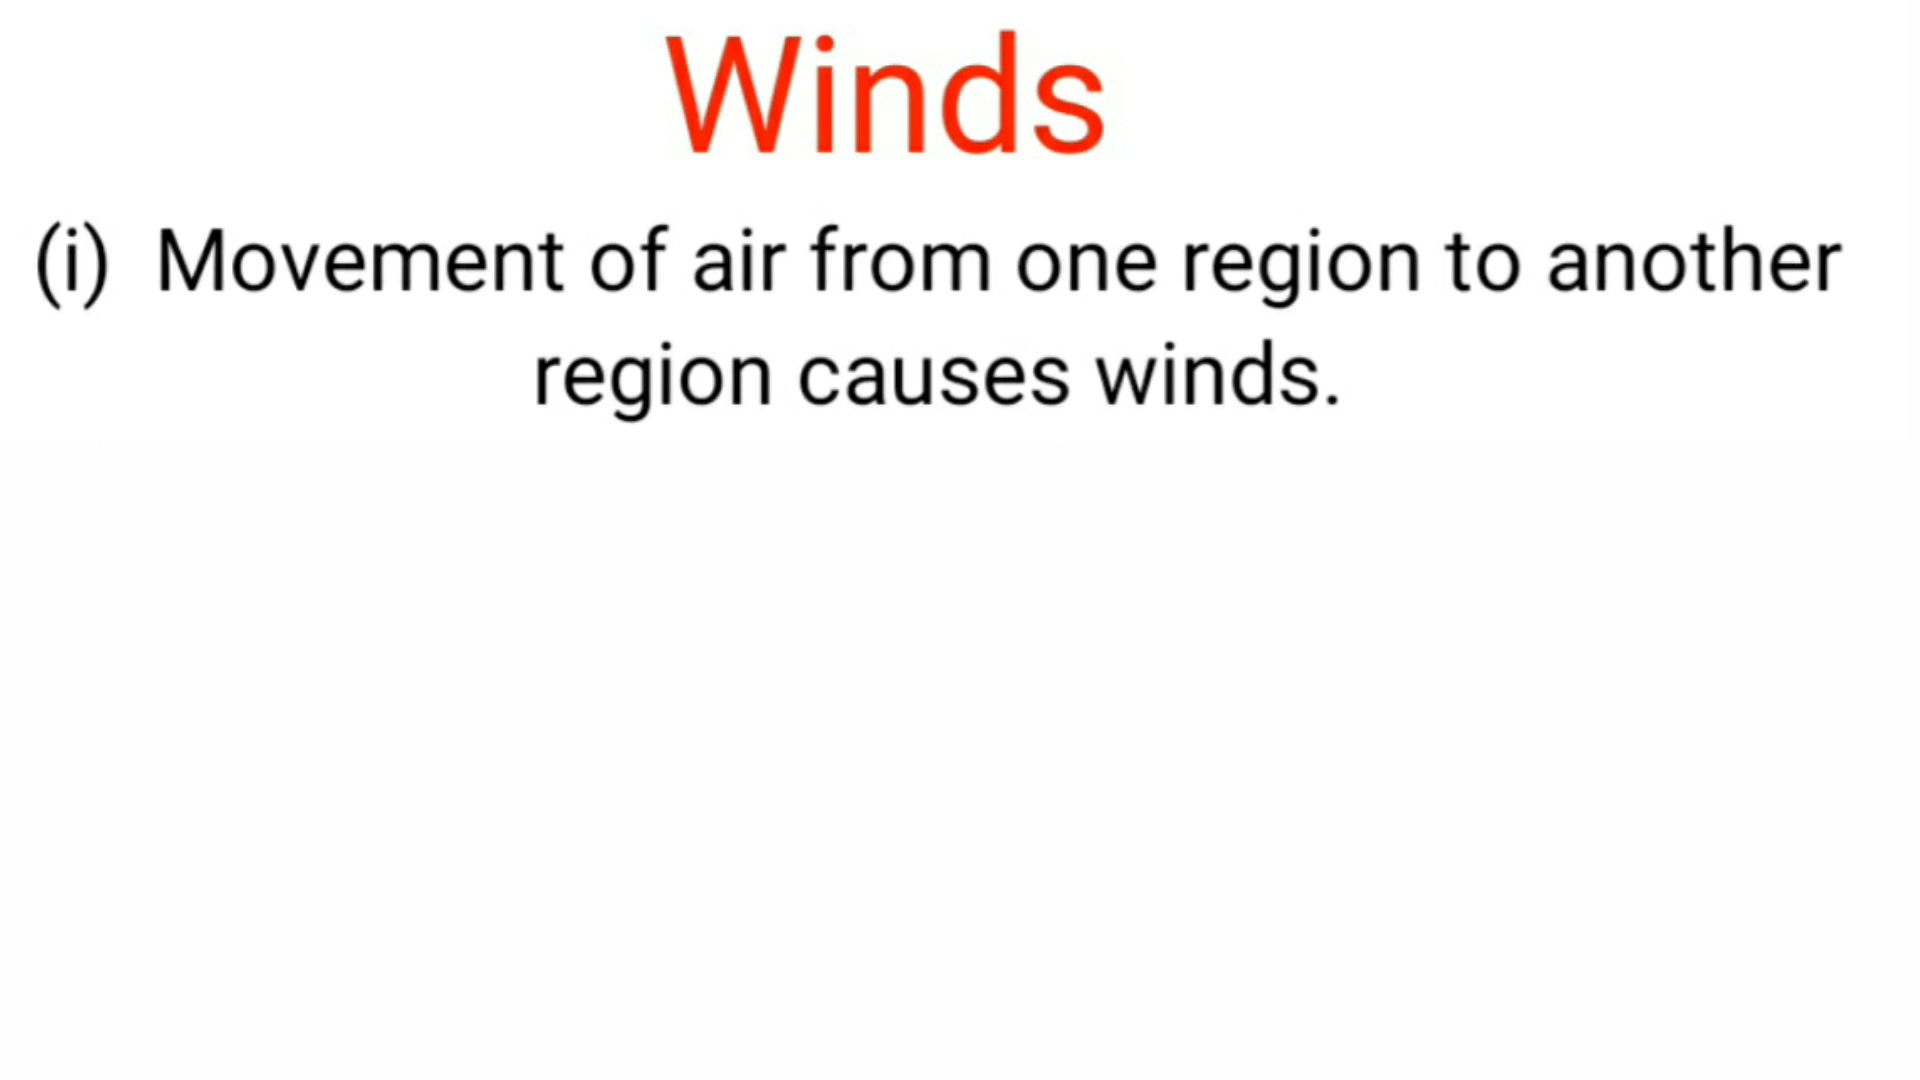 Winds
(i) Movement of air from one region to another
region causes winds.